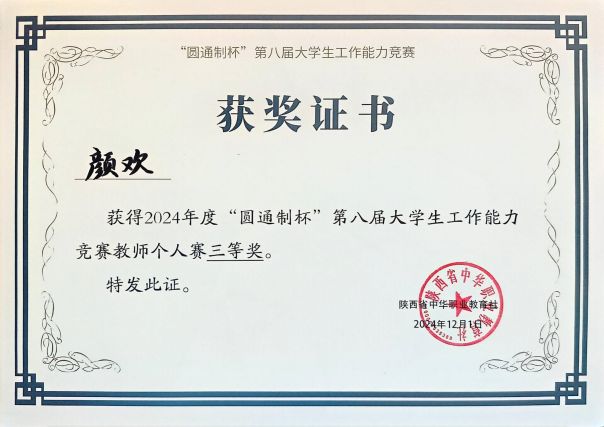 “圆通制杯”第八届大学生工作能力竞赛
获奖证书
颜欢
获得2024年度“圆通制杯”第八届大学生工作能力
竞赛教师个人赛三等奖。
特发此证。
陕西省中华职业教育社
2024年12月1日